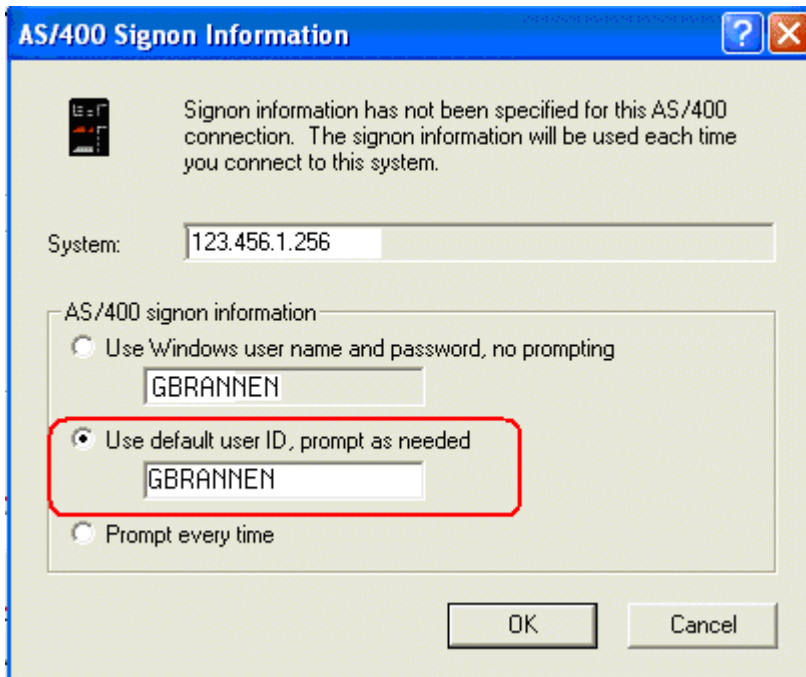 AS/400 Signon Information
Signon information has not been specified for this AS/400
connection. The signon information will be used each time
you connect to this system.
System: 123.456.1.256
AS/400 signon information
Use Windows user name and password, no prompting
GBRANNEN
Use default user ID, prompt as needed
GBRANNEN
Prompt every time
OK Cancel